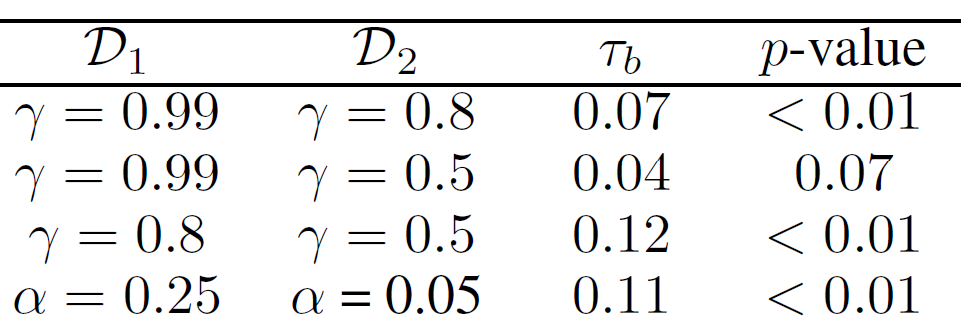 𝒟₁ 𝒟₂ τ_b p-value
γ = 0.99 γ = 0.8 0.07 < 0.01
γ = 0.99 γ = 0.5 0.04 0.07
γ = 0.8 γ = 0.5 0.12 < 0.01
α = 0.25 α = 0.05 0.11 < 0.01